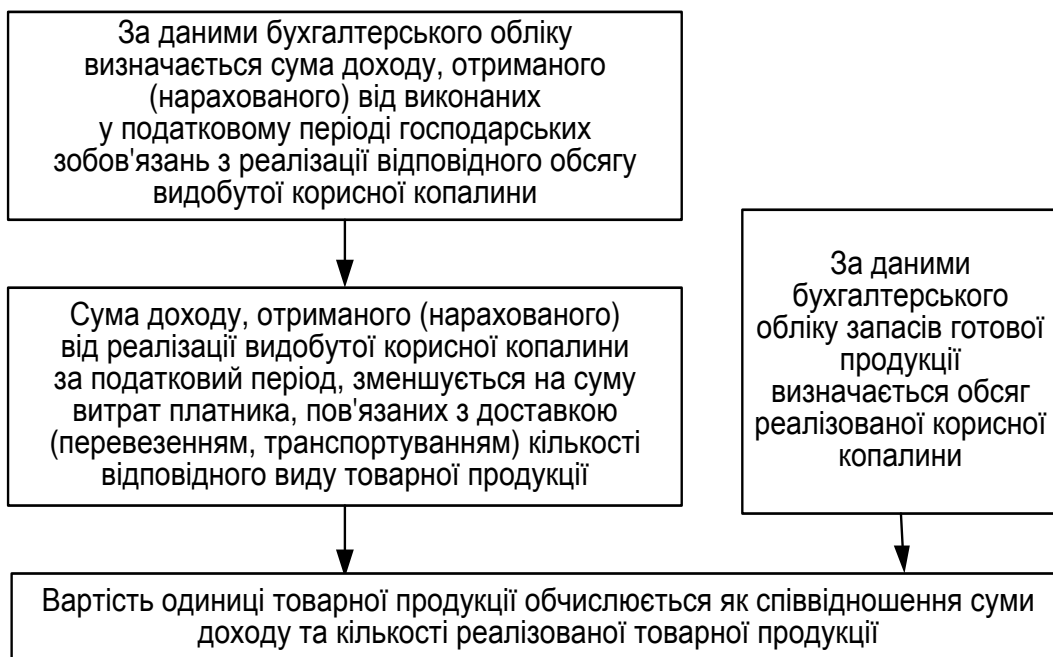 За даними бухгалтерського обліку
визначається сума доходу, отриманого
(нарахованого) від виконаних
у податковому періоді господарських
зобов'язань з реалізації відповідного обсягу
видобутої корисної копалини
Сума доходу, отриманого (нарахованого)
від реалізації видобутої корисної копалини
за податковий період, зменшується на суму
витрат платника, пов'язаних з доставкою
(перевезенням, транспортуванням) кількості
відповідного виду товарної продукції
За даними
бухгалтерського
обліку запасів готової
продукції
визначається обсяг
реалізованої корисної
копалини
Вартість одиниці товарної продукції обчислюється як співвідношення суми
доходу та кількості реалізованої товарної продукції